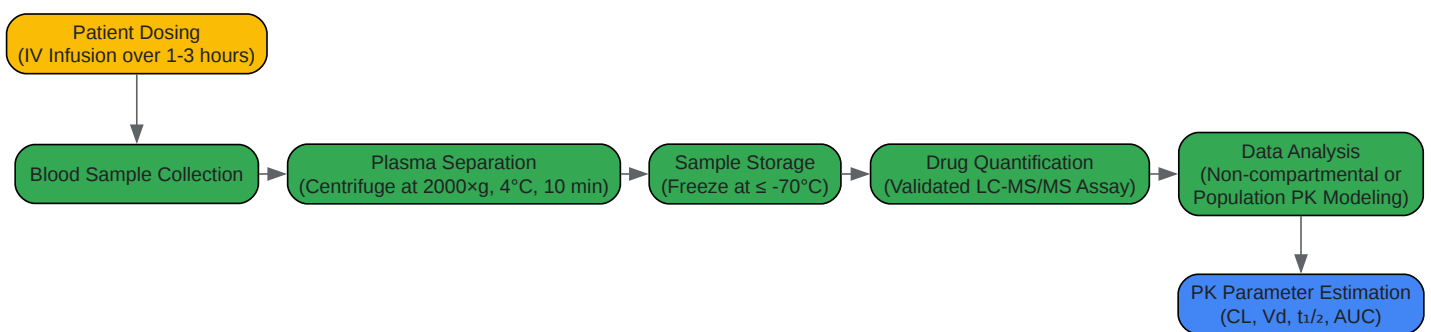 Patient Dosing
(IV Infusion over 1-3 hours)
Blood Sample Collection
Plasma Separation
(Centrifuge at 2000×g, 4°C, 10 min)
Sample Storage
(Freeze at ≤ -70°C)
Drug Quantification
(Validated LC-MS/MS Assay)
Data Analysis
(Non-compartmental or
Population PK Modeling)
PK Parameter Estimation
(CL, Vd, t₁/₂, AUC)